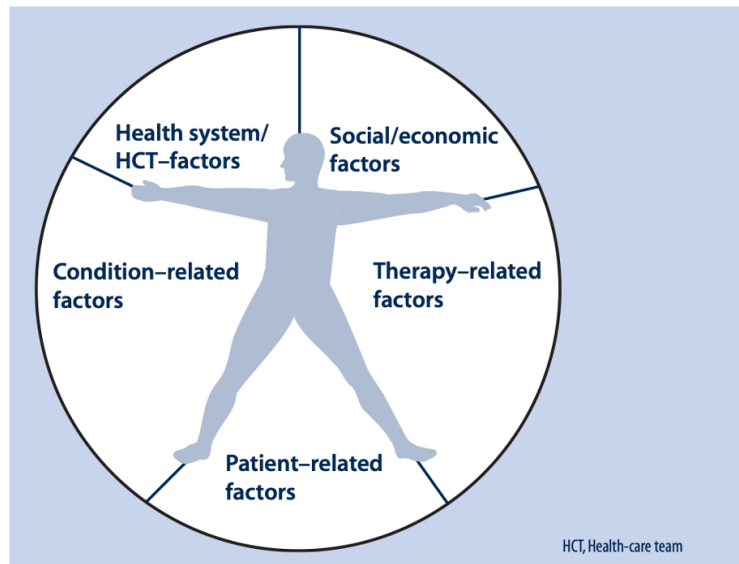 Health system/
HCT–factors
Social/economic
factors
Condition–related
factors
Therapy–related
factors
Patient–related
factors
HCT, Health-care team